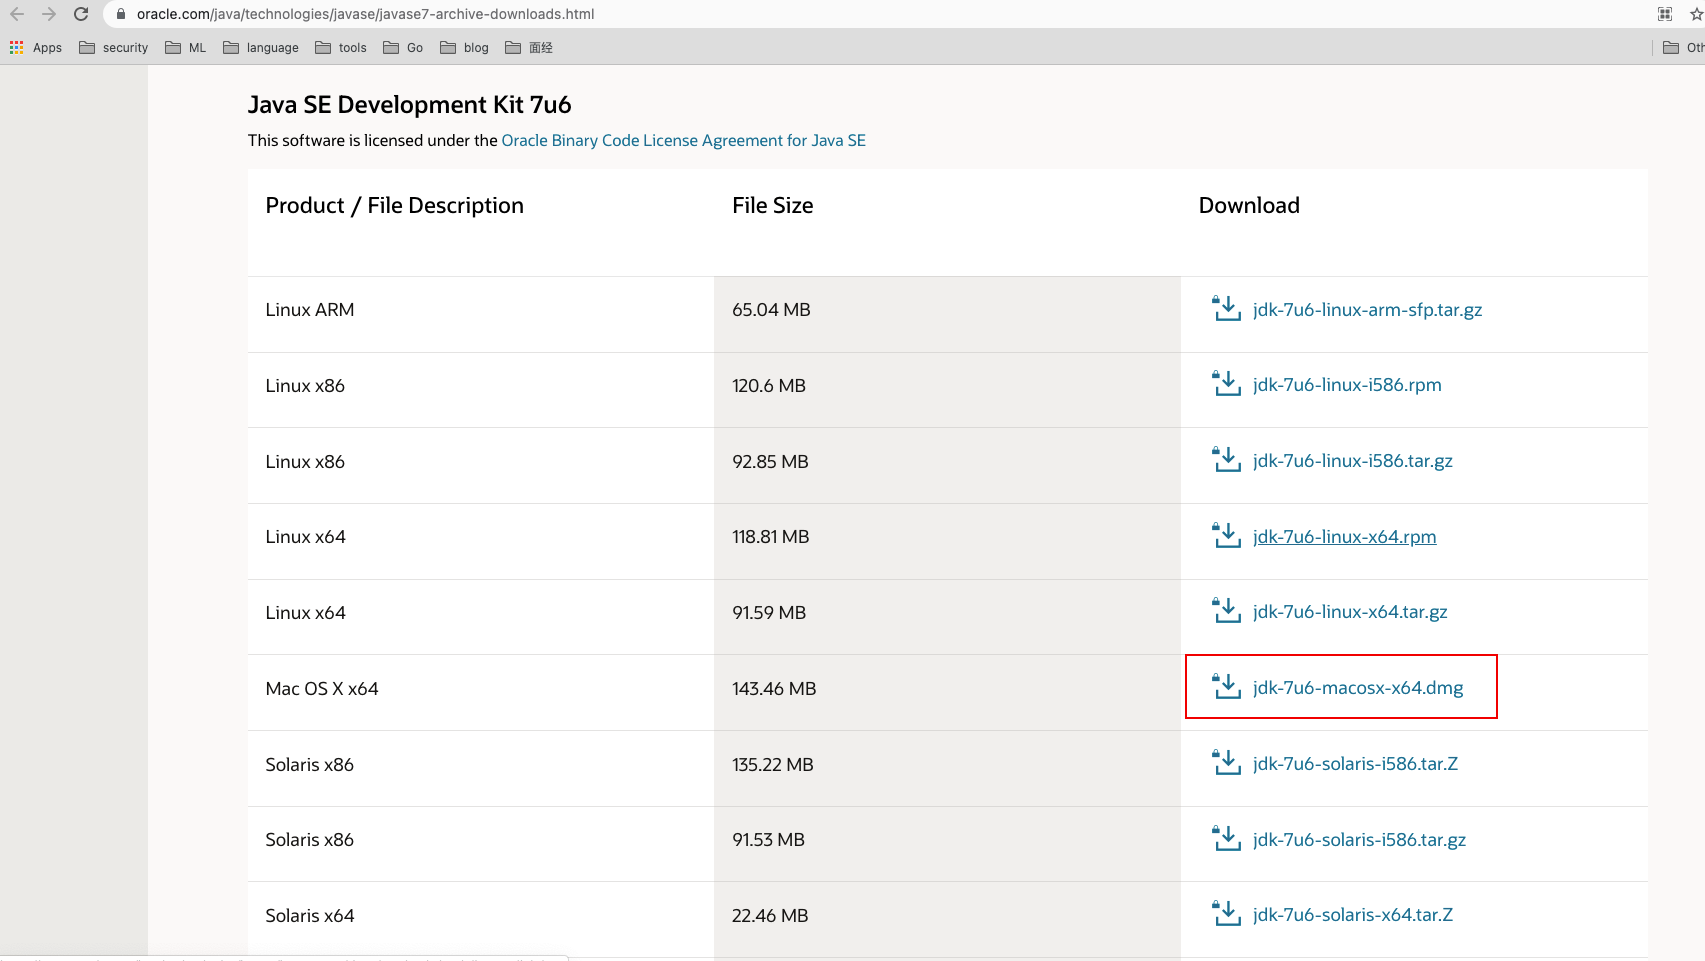 oracle.com/java/technologies/javase/javase7-archive-downloads.html
Apps security ML language tools Go blog 面经
Java SE Development Kit 7u6
This software is licensed under the Oracle Binary Code License Agreement for Java SE
Product / File Description File Size Download
Linux ARM 65.04 MB jdk-7u6-linux-arm-sfp.tar.gz
Linux x86 120.6 MB jdk-7u6-linux-i586.rpm
Linux x86 92.85 MB jdk-7u6-linux-i586.tar.gz
Linux x64 118.81 MB jdk-7u6-linux-x64.rpm
Linux x64 91.59 MB jdk-7u6-linux-x64.tar.gz
Mac OS X x64 143.46 MB jdk-7u6-macosx-x64.dmg
Solaris x86 135.22 MB jdk-7u6-solaris-i586.tar.Z
Solaris x86 91.53 MB jdk-7u6-solaris-i586.tar.gz
Solaris x64 22.46 MB jdk-7u6-solaris-x64.tar.Z